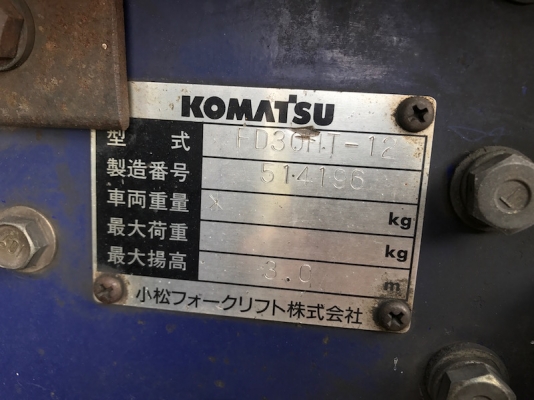 KOMATSU
型 式 FD30HT-12
製造番号 514196
車両重量 × kg
最大荷重 kg
最大揚高 3.0 m
小松フォークリフト株式会社